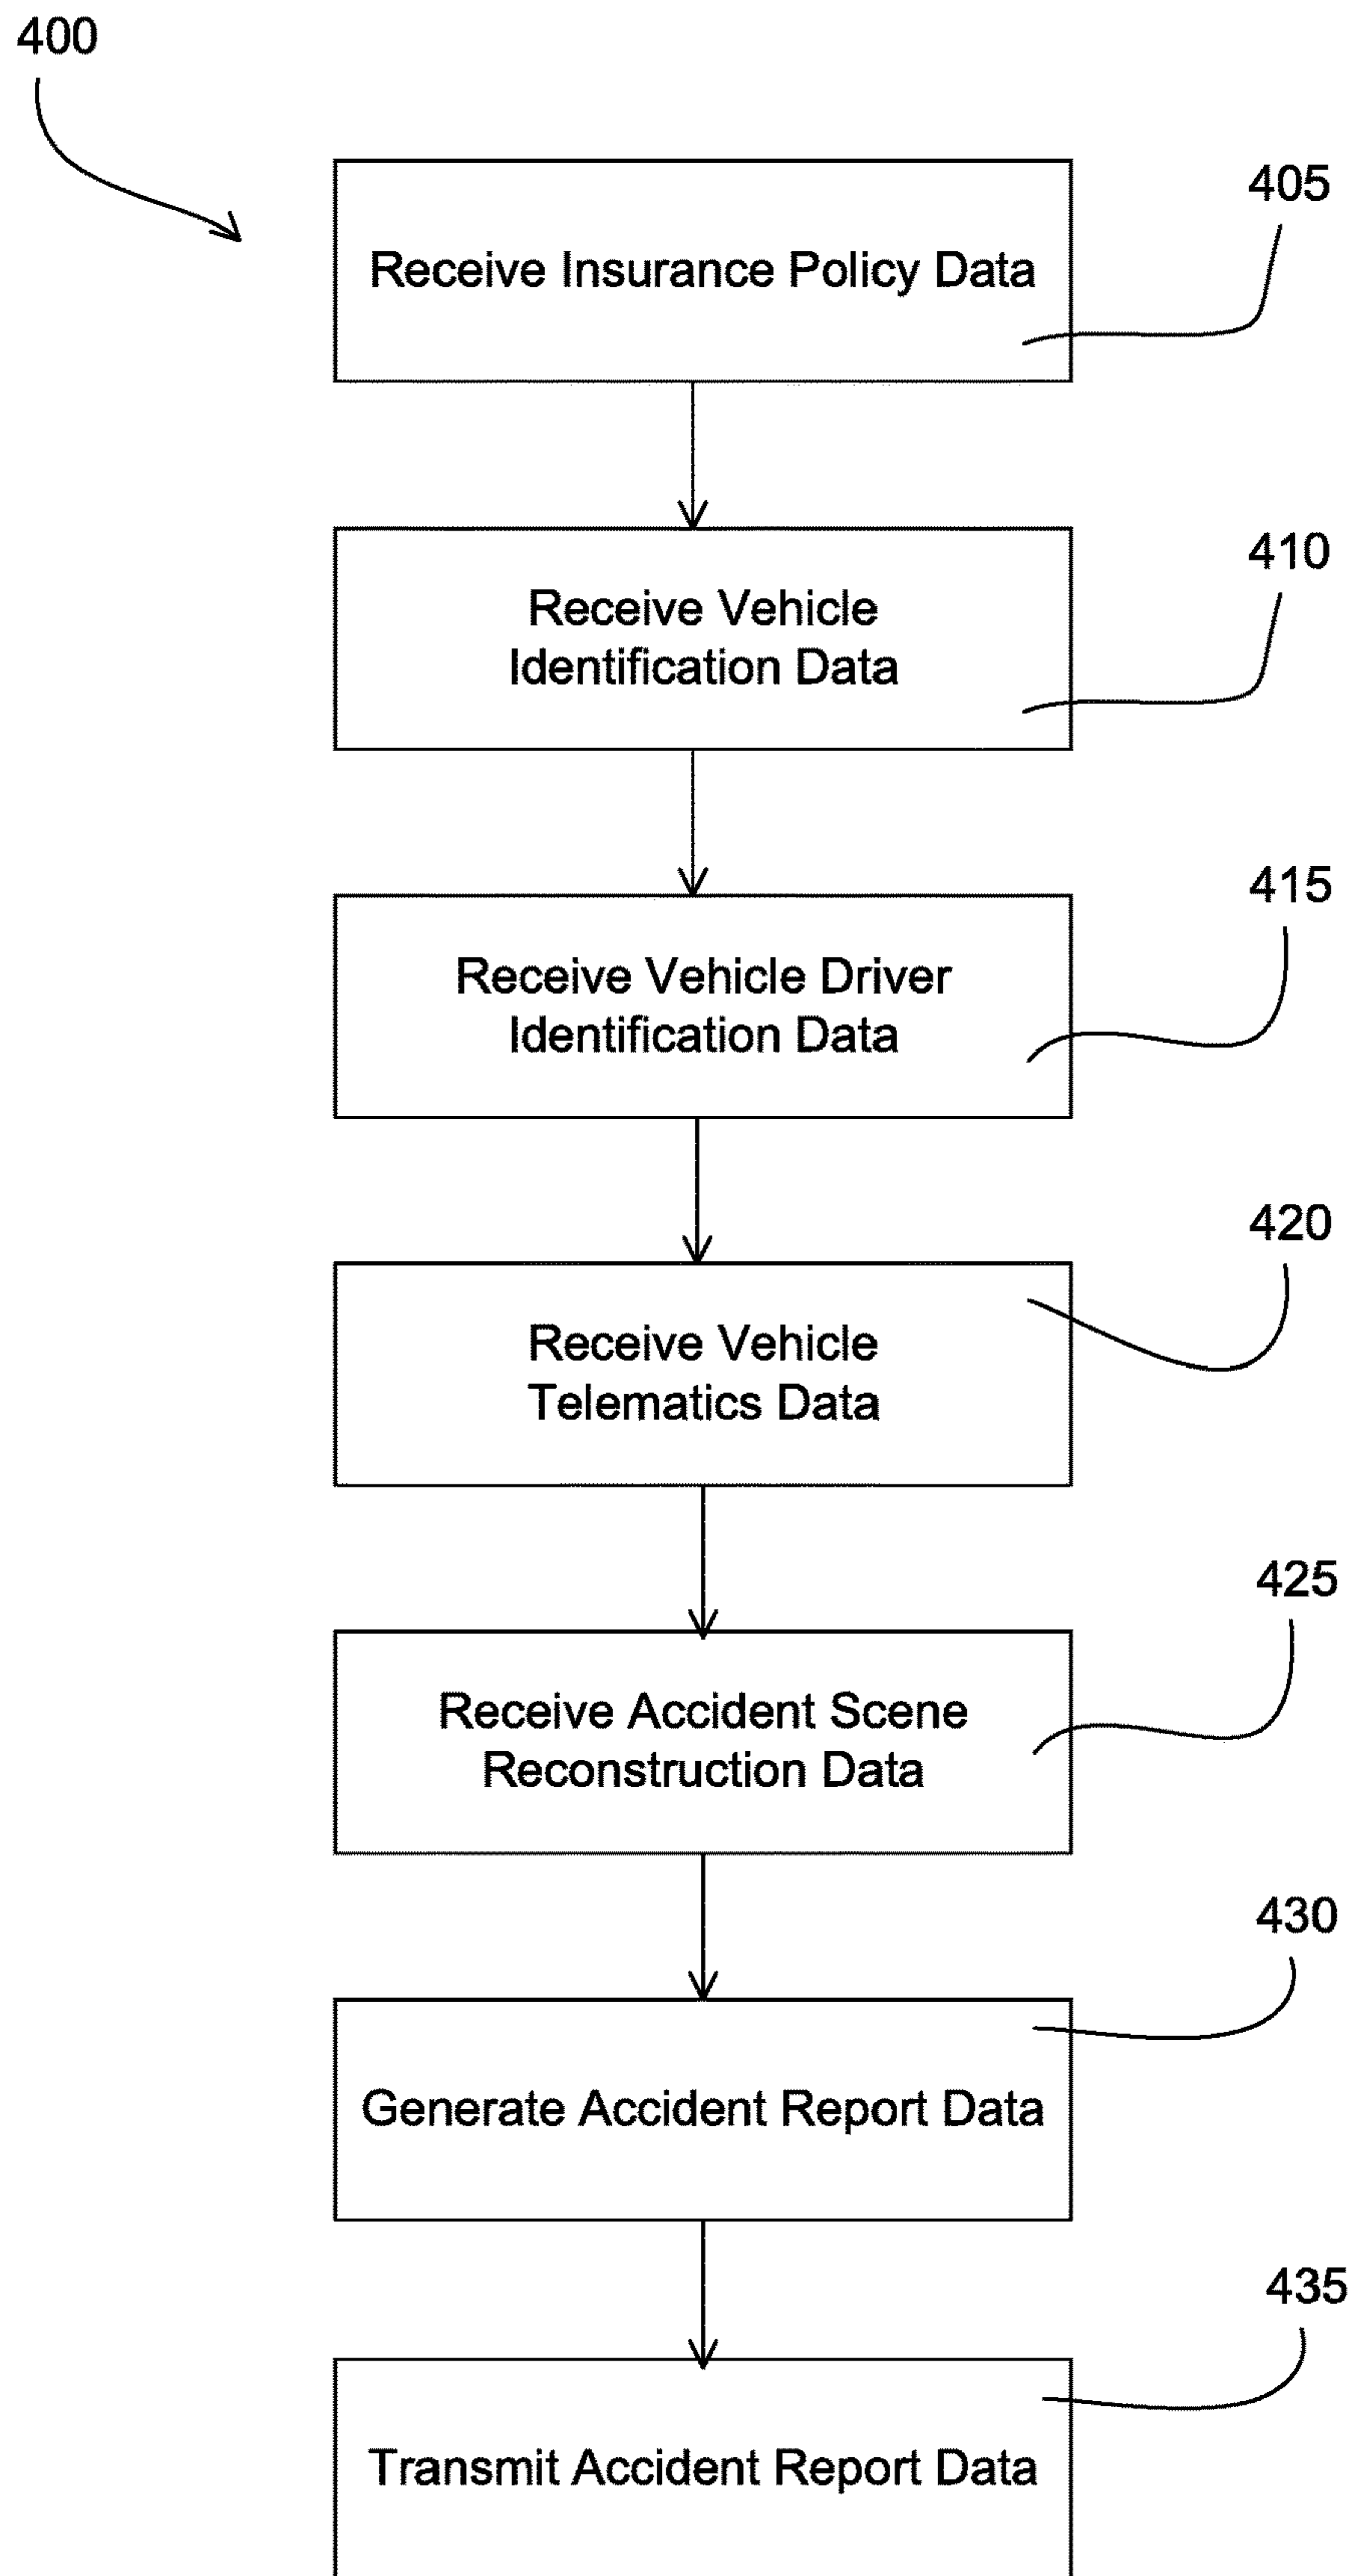 400
405
Receive Insurance Policy Data
410
Receive Vehicle
Identification Data
415
Receive Vehicle Driver
Identification Data
420
Receive Vehicle
Telematics Data
425
Receive Accident Scene
Reconstruction Data
430
Generate Accident Report Data
435
Transmit Accident Report Data